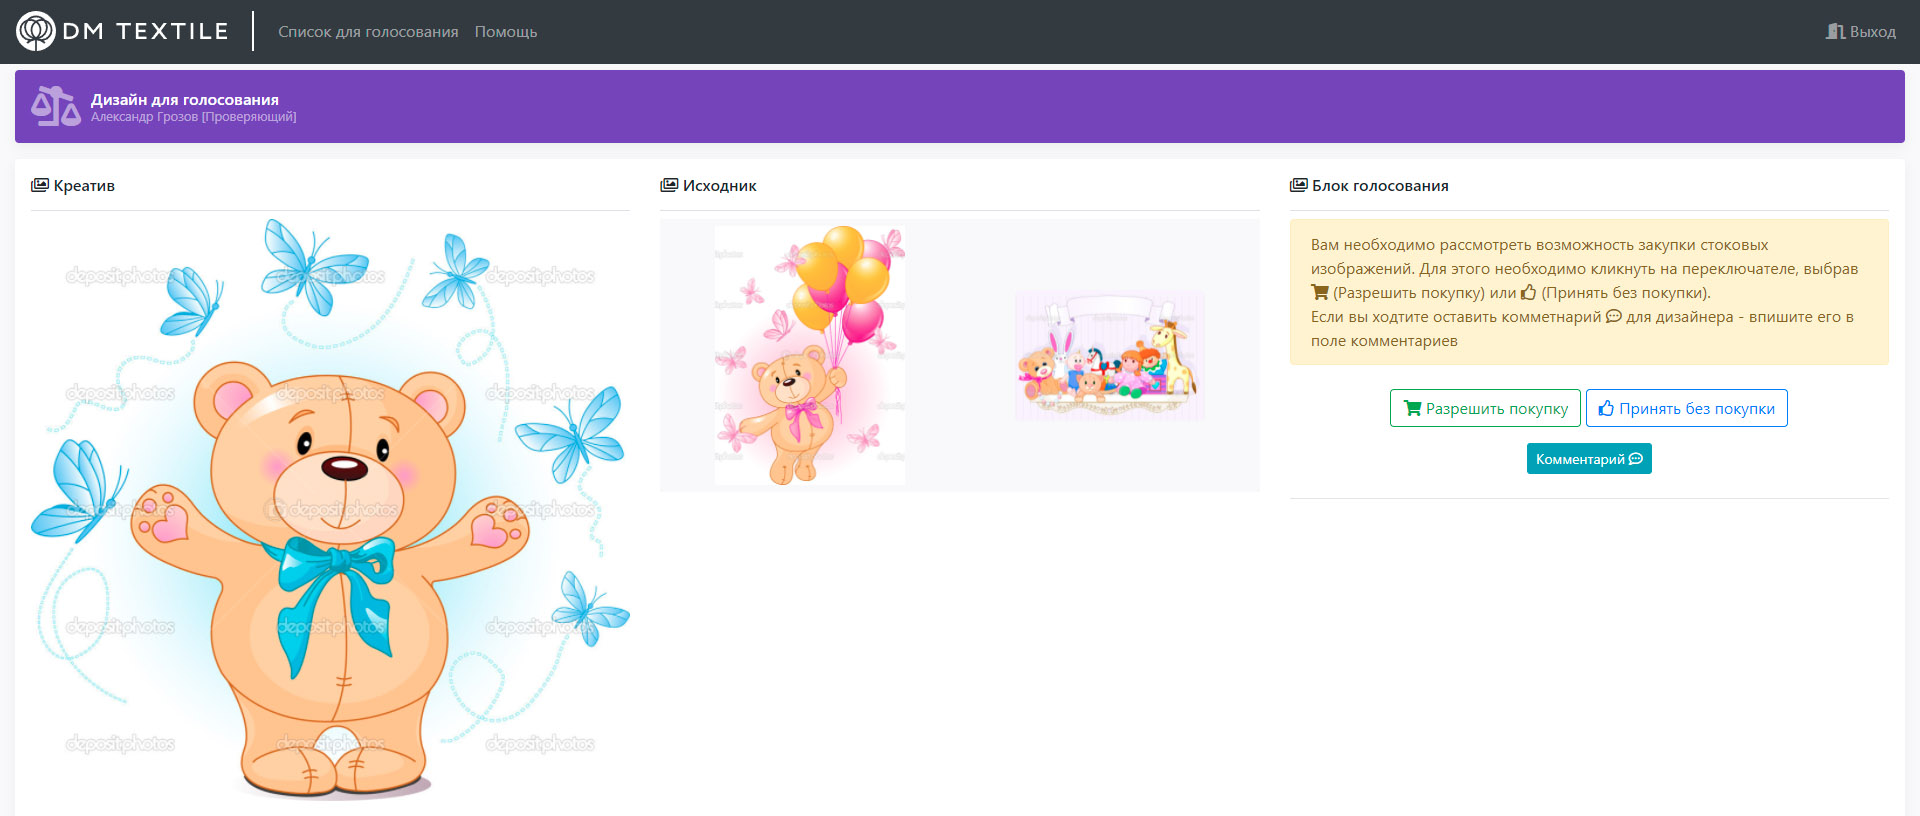 DM TEXTILE
Список для голосования
Помощь
Выход
Дизайн для голосования
Александр Грозов [Проверяющий]
Креатив
depositphotos depositphotos depositphotos
depositphotos depositphotos
depositphotos depositphotos
depositphotos depositphotos depositphotos
depositphotos depositphotos depositphotos
Исходник
Блок голосования
Вам необходимо рассмотреть возможность закупки стоковых
изображений. Для этого необходимо кликнуть на переключателе, выбрав
(Разрешить покупку) или (Принять без покупки).
Если вы ходтите оставить комметнарий для дизайнера - впишите его в
поле комментариев
Разрешить покупку
Принять без покупки
Комментарий